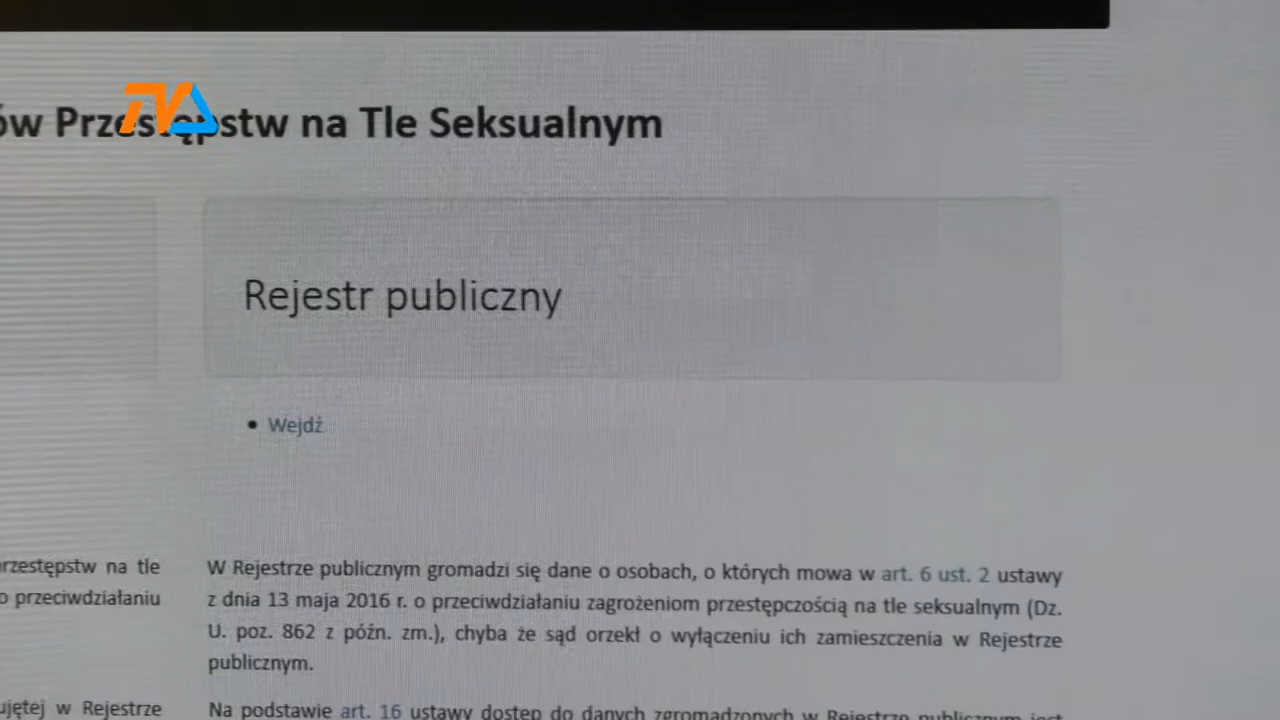 TVA
ów Przestępstw na Tle Seksualnym
Rejestr publiczny
Wejdź
przestępstw na tle
o przeciwdziałaniu
W Rejestrze publicznym gromadzi się dane o osobach, o których mowa w art. 6 ust. 2 ustawy
z dnia 13 maja 2016 r. o przeciwdziałaniu zagrożeniom przestępczością na tle seksualnym (Dz.
U. poz. 862 z późn. zm.), chyba że sąd orzekł o wyłączeniu ich zamieszczenia w Rejestrze
publicznym.
ujętej w Rejestrze
Na podstawie art. 16 ustawy dostęp do danych zgromadzonych w Rejestrze publicznym jest